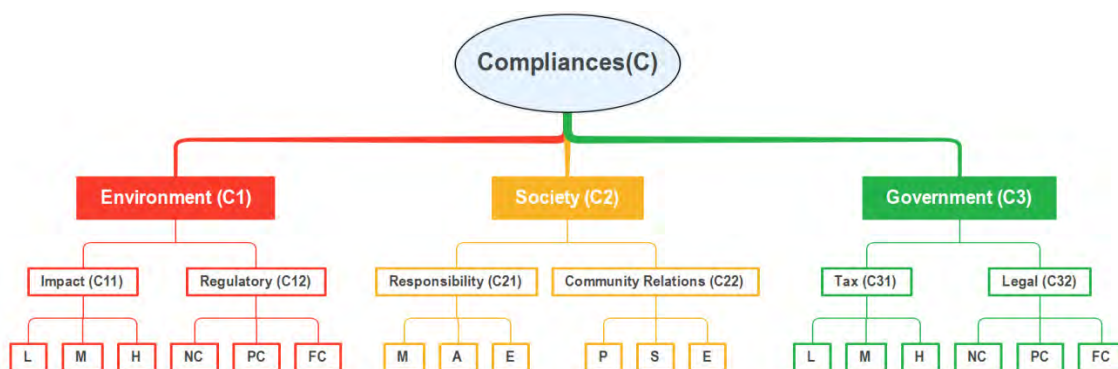 Compliances(C)
Environment (C1)
Society (C2)
Government (C3)
Impact (C11)
Regulatory (C12)
Responsibility (C21)
Community Relations (C22)
Tax (C31)
Legal (C32)
L
M
H
NC
PC
FC
M
A
E
P
S
E
L
M
H
NC
PC
FC